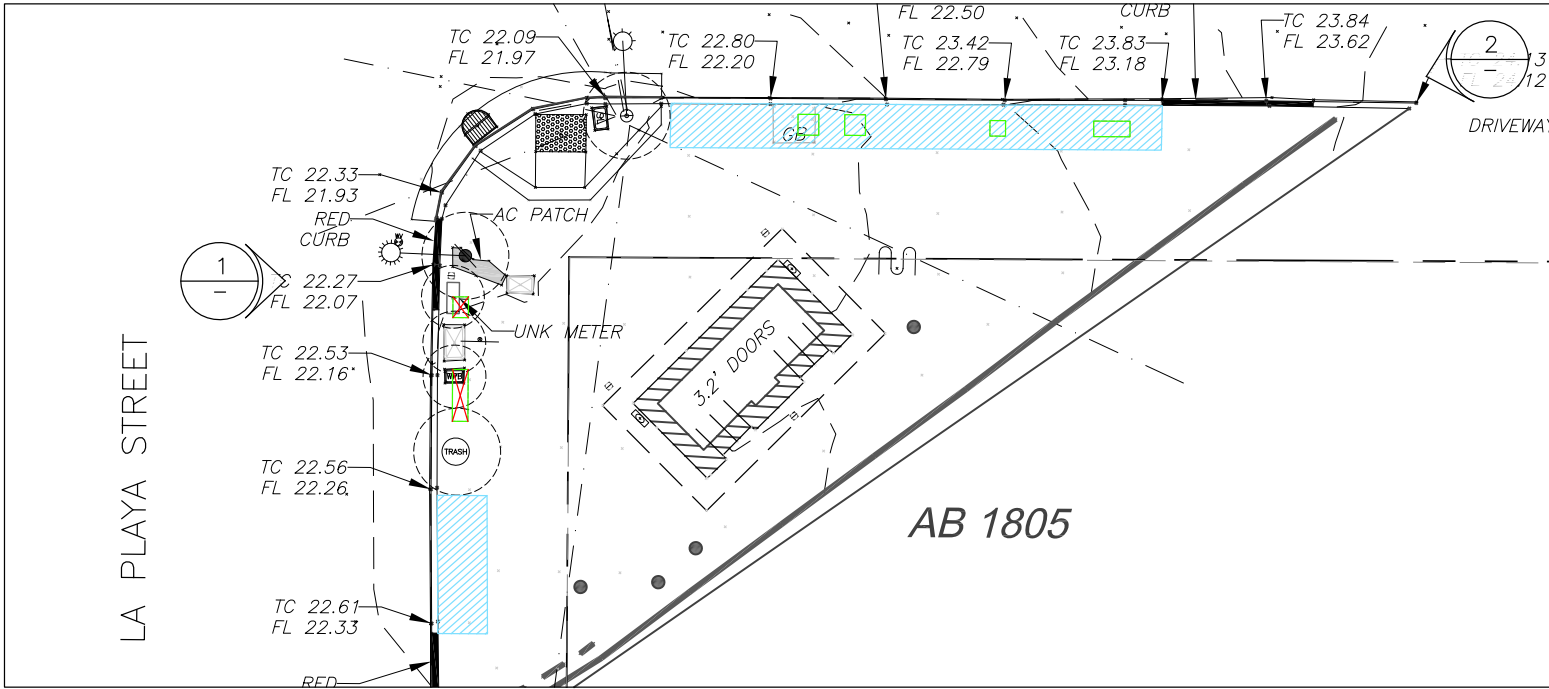 TC 22.09
FL 21.97
TC 22.80
FL 22.20
FL 22.50
TC 23.42
FL 22.79
CURB
TC 23.83
FL 23.18
TC 23.84
FL 23.62
2
DRIVEWAY
GB
TC 22.33
FL 21.93
RED
CURB
AC PATCH
1
TC 22.27
FL 22.07
UNK METER
TC 22.53
FL 22.16
3.2' DOORS
TRASH
TC 22.56
FL 22.26
LA PLAYA STREET
AB 1805
TC 22.61
FL 22.33
RED